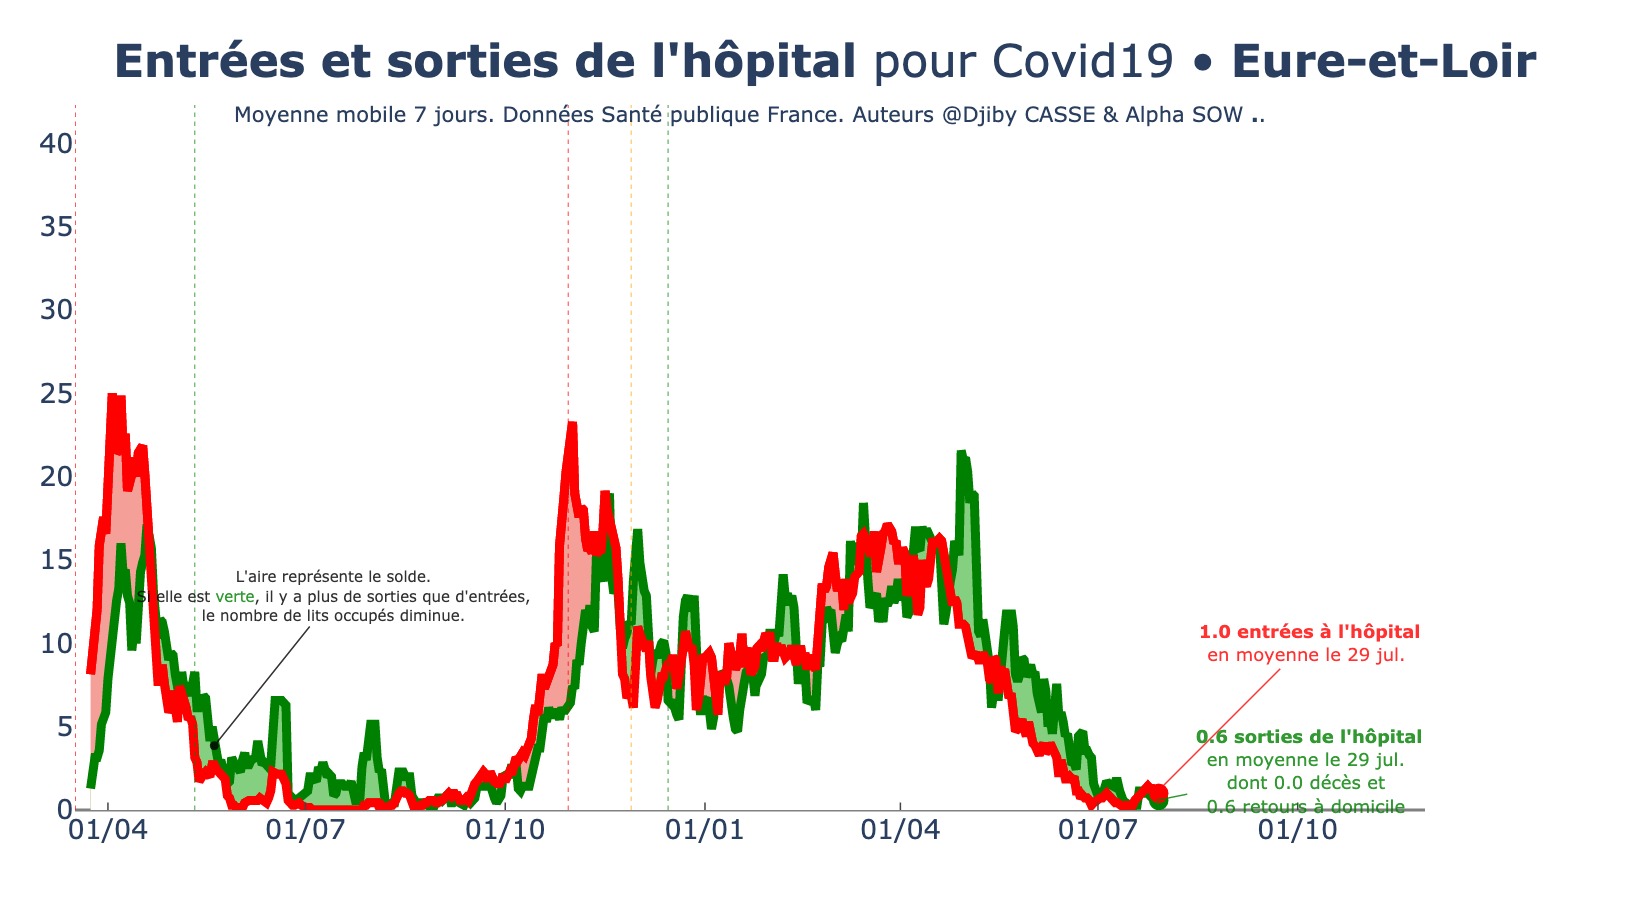 Entrées et sorties de l'hôpital pour Covid19 • Eure-et-Loir
Moyenne mobile 7 jours. Données Santé publique France. Auteurs @Djiby CASSE & Alpha SOW ..
40
35
30
25
20
15
10
5
0
L'aire représente le solde.
Si elle est verte, il y a plus de sorties que d'entrées,
le nombre de lits occupés diminue.
1.0 entrées à l'hôpital
en moyenne le 29 jul.
0.6 sorties de l'hôpital
en moyenne le 29 jul.
dont 0.0 décès et
0.6 retours à domicile
01/04 01/07 01/10 01/01 01/04 01/07 01/10